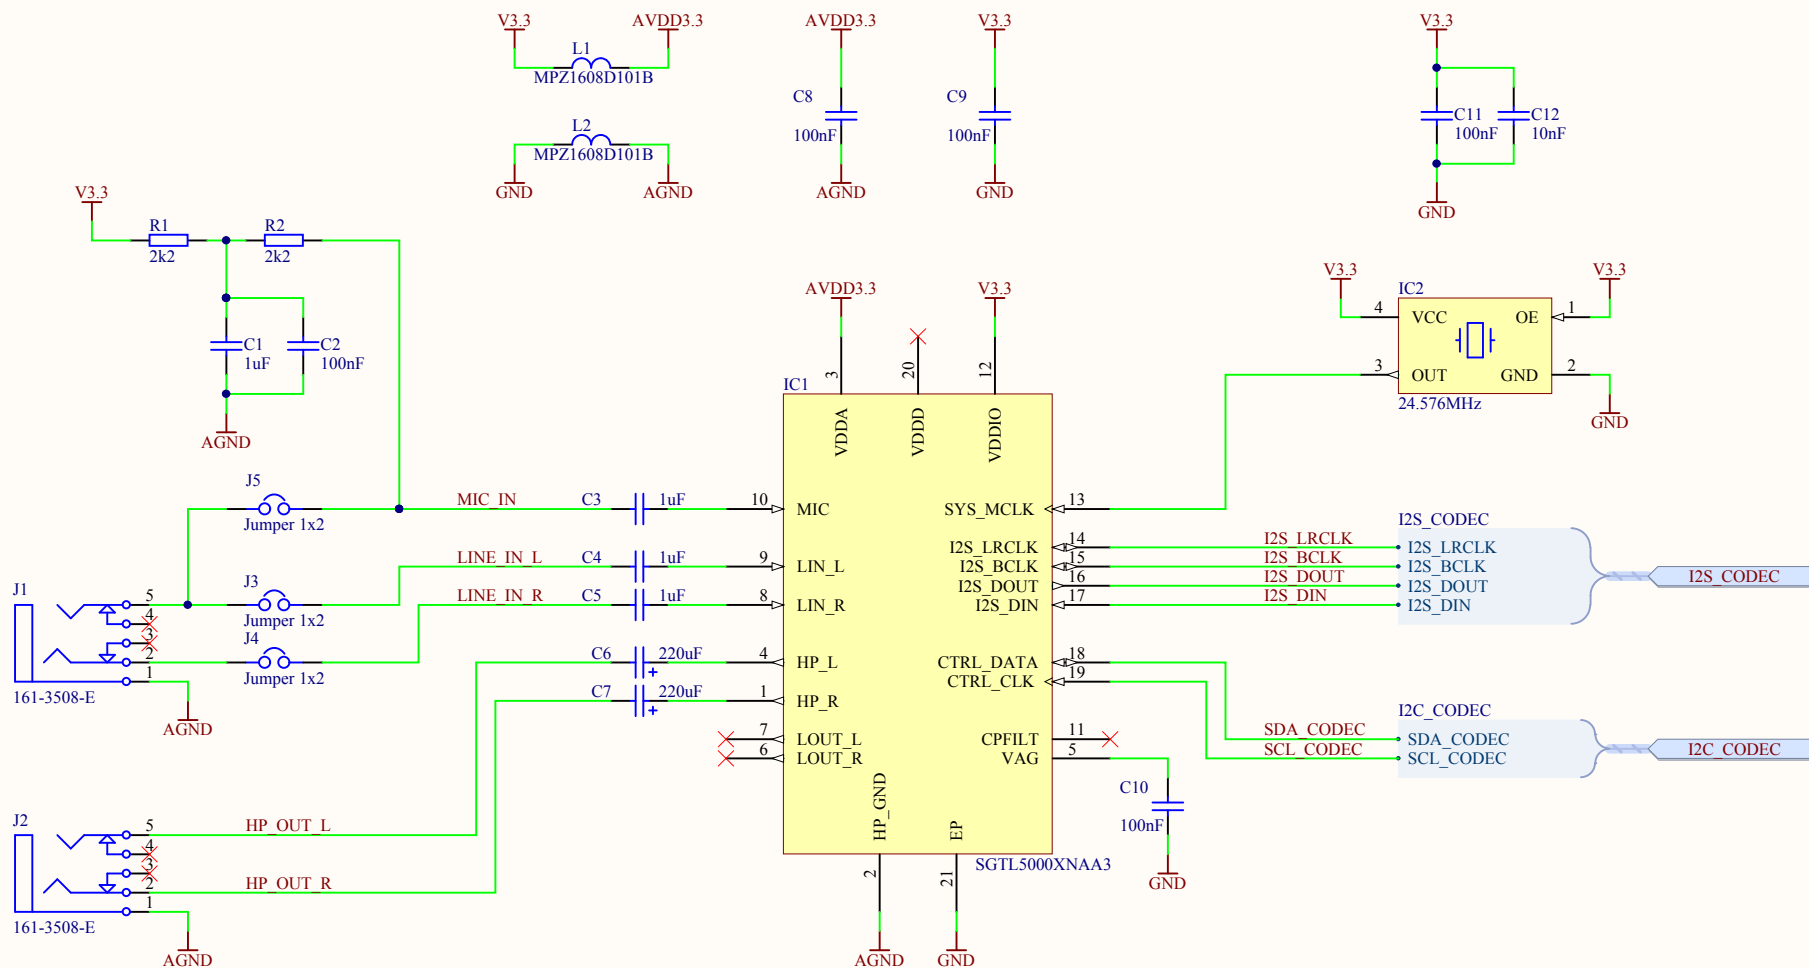 V3.3
AVDD3.3
L1
MPZ1608D101B
L2
MPZ1608D101B
GND
AGND
AVDD3.3
C8
100nF
AGND
V3.3
C9
100nF
GND
V3.3
C11
100nF
C12
10nF
GND
V3.3
R1
2k2
R2
2k2
C1
1uF
C2
100nF
AGND
AVDD3.3
V3.3
3
20
12
IC1
VDDA
VDDD
VDDIO
V3.3
V3.3
IC2
4
VCC
OE
1
3
OUT
GND
2
24.576MHz
GND
J5
Jumper 1x2
MIC_IN
C3
1uF
10
MIC
LINE_IN_L
C4
1uF
9
LIN_L
J3
Jumper 1x2
LINE_IN_R
C5
1uF
8
LIN_R
J4
Jumper 1x2
J1
5
4
3
2
1
161-3508-E
AGND
C6
220uF
4
HP_L
C7
220uF
1
HP_R
7
LOUT_L
6
LOUT_R
SYS_MCLK
13
I2S_LRCLK
14
I2S_BCLK
15
I2S_DOUT
16
I2S_DIN
17
CTRL_DATA
18
CTRL_CLK
19
CPFILT
11
VAG
5
HP_GND
EP
2
21
SGTL5000XNAA3
AGND
GND
C10
100nF
GND
I2S_LRCLK
I2S_BCLK
I2S_DOUT
I2S_DIN
I2S_CODEC
I2S_LRCLK
I2S_BCLK
I2S_DOUT
I2S_DIN
I2S_CODEC
SDA_CODEC
SCL_CODEC
I2C_CODEC
SDA_CODEC
SCL_CODEC
I2C_CODEC
J2
5
4
3
2
1
161-3508-E
HP_OUT_L
HP_OUT_R
AGND